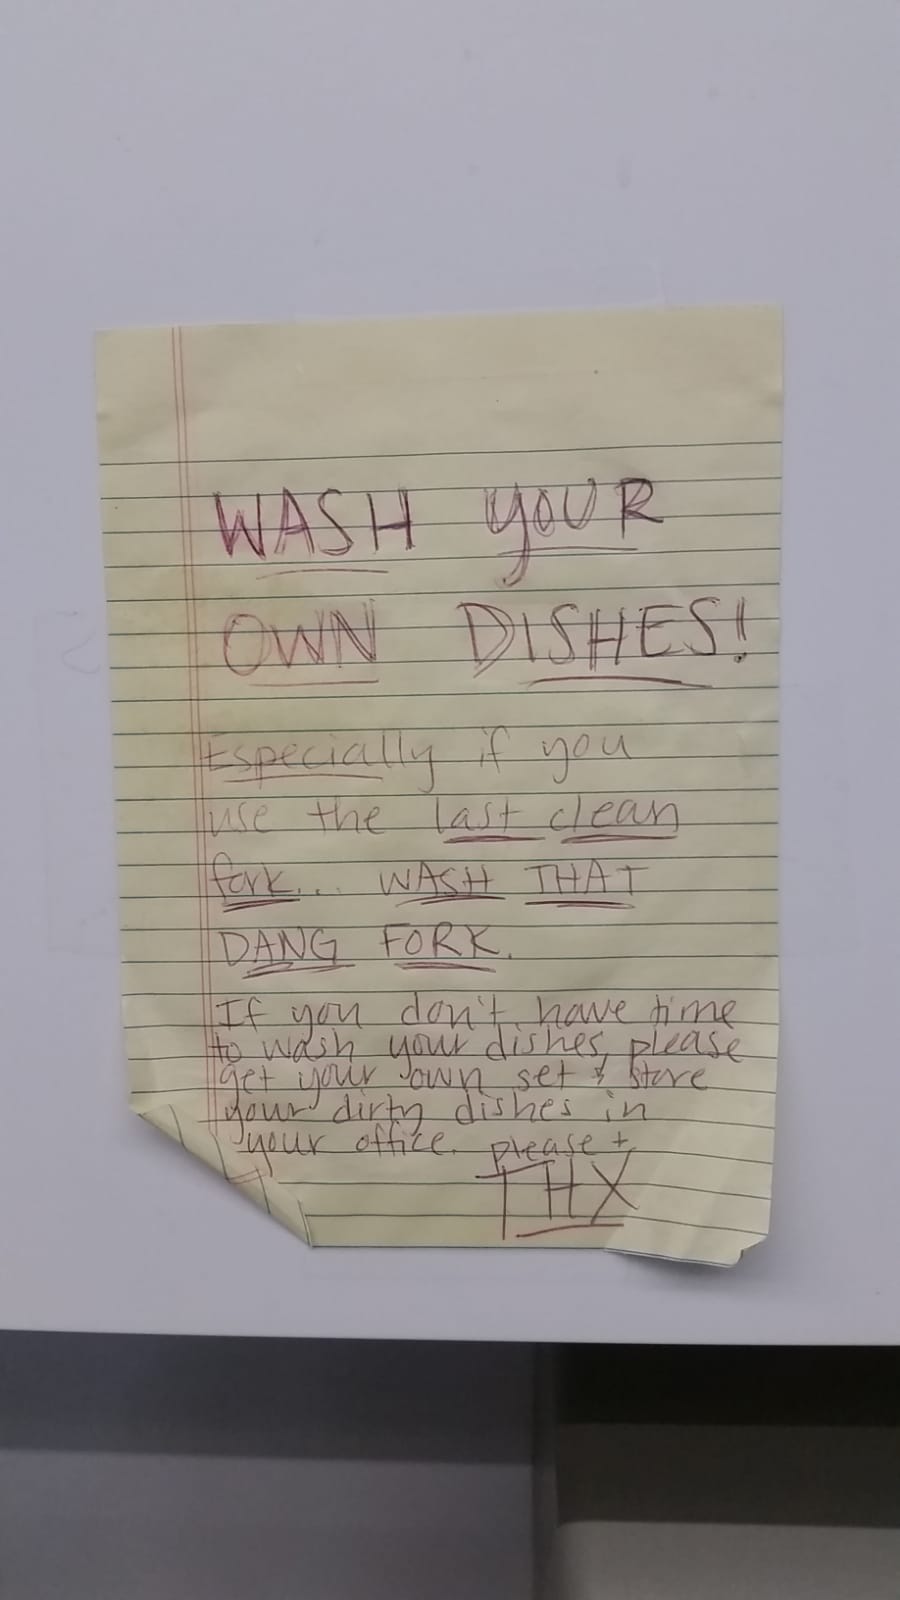 WASH YOUR
OWN DISHES!
Especially if you
use the last clean
fork... WASH THAT
DANG FORK.
If you don't have time
to wash your dishes, please
get your own set & store
your dirty dishes in
your office. please +
THX